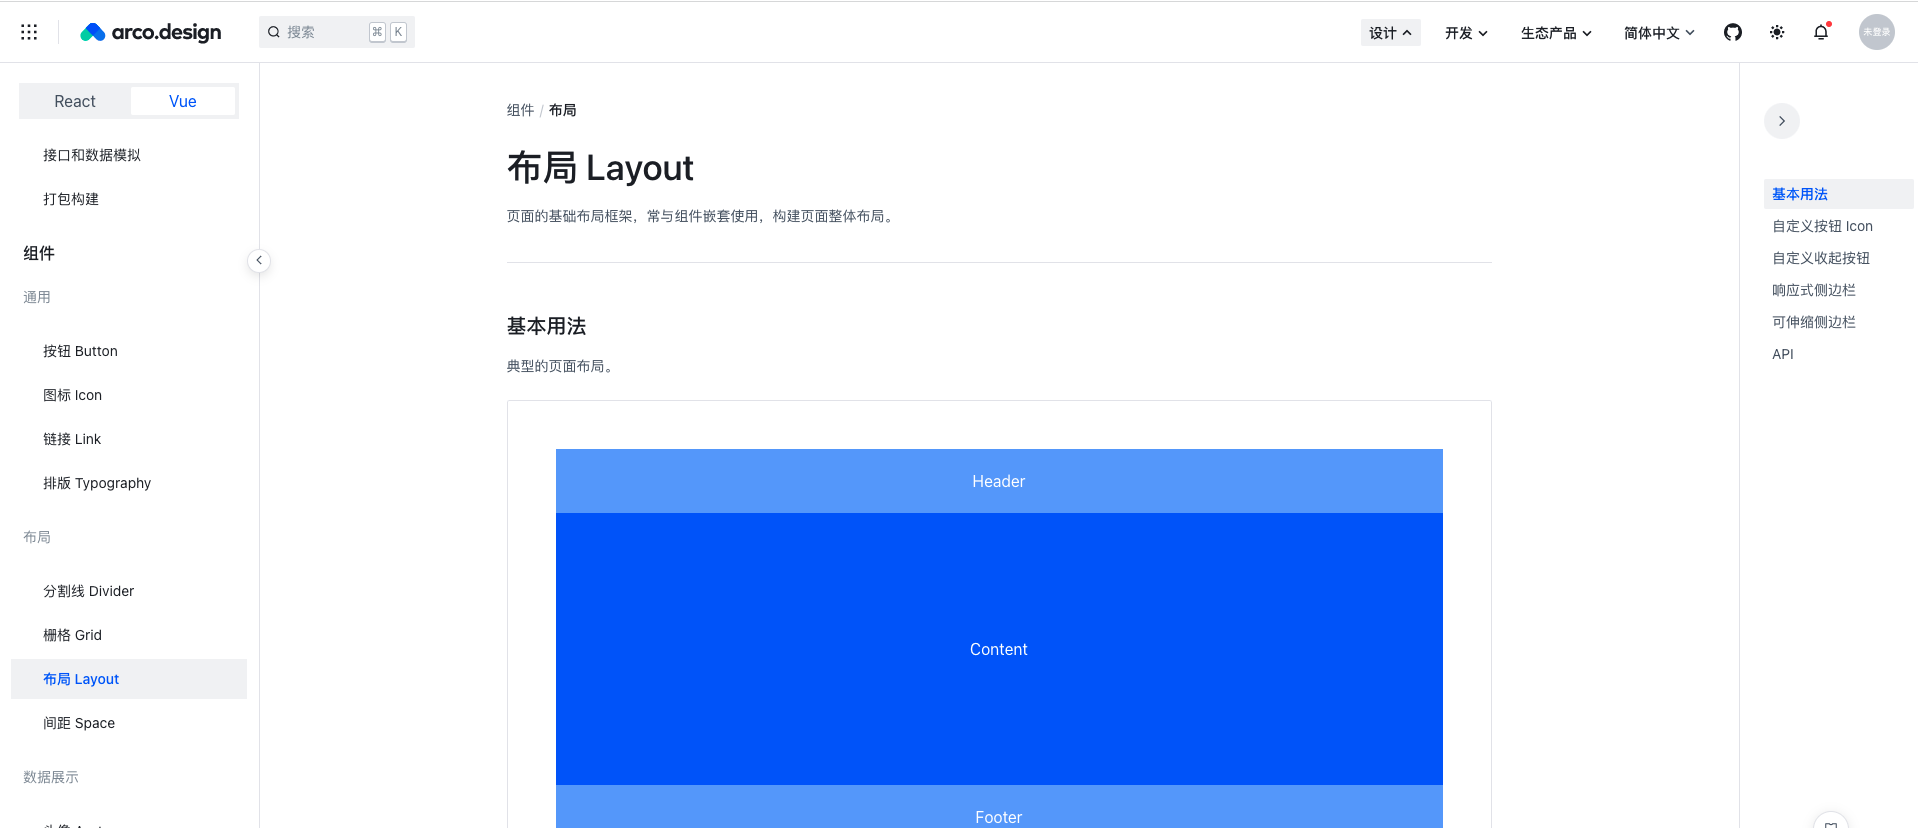 arco.design
搜索
⌘ K
设计
开发
生态产品
简体中文
未登录
React
Vue
接口和数据模拟
打包构建
组件
通用
按钮 Button
图标 Icon
链接 Link
排版 Typography
布局
分割线 Divider
栅格 Grid
布局 Layout
间距 Space
数据展示
组件 / 布局
布局 Layout
页面的基础布局框架，常与组件嵌套使用，构建页面整体布局。
基本用法
典型的页面布局。
Header
Content
Footer
基本用法
自定义按钮 Icon
自定义收起按钮
响应式侧边栏
可伸缩侧边栏
API